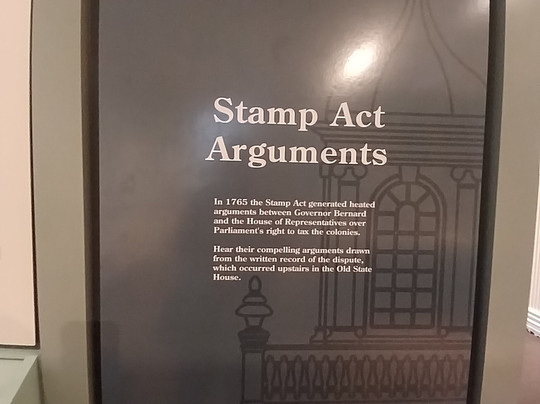 Stamp Act
Arguments
In 1765 the Stamp Act generated heated
arguments between Governor Bernard
and the House of Representatives over
Parliament's right to tax the colonies.
Hear their compelling arguments drawn
from the written record of the dispute,
which occurred upstairs in the Old State
House.